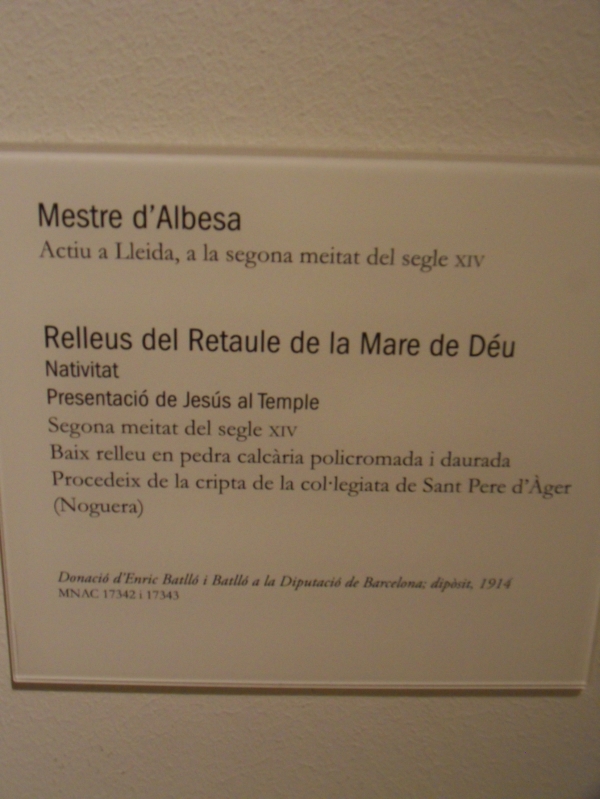 Mestre d'Albesa
Actiu a Lleida, a la segona meitat del segle XIV
Relleus del Retaule de la Mare de Déu
Nativitat
Presentació de Jesús al Temple
Segona meitat del segle XIV
Baix relleu en pedra calcària policromada i daurada
Procedeix de la cripta de la col·legiata de Sant Pere d'Àger
(Noguera)
Donació d'Enric Batlló i Batlló a la Diputació de Barcelona; dipòsit, 1914
MNAC 17342 i 17343